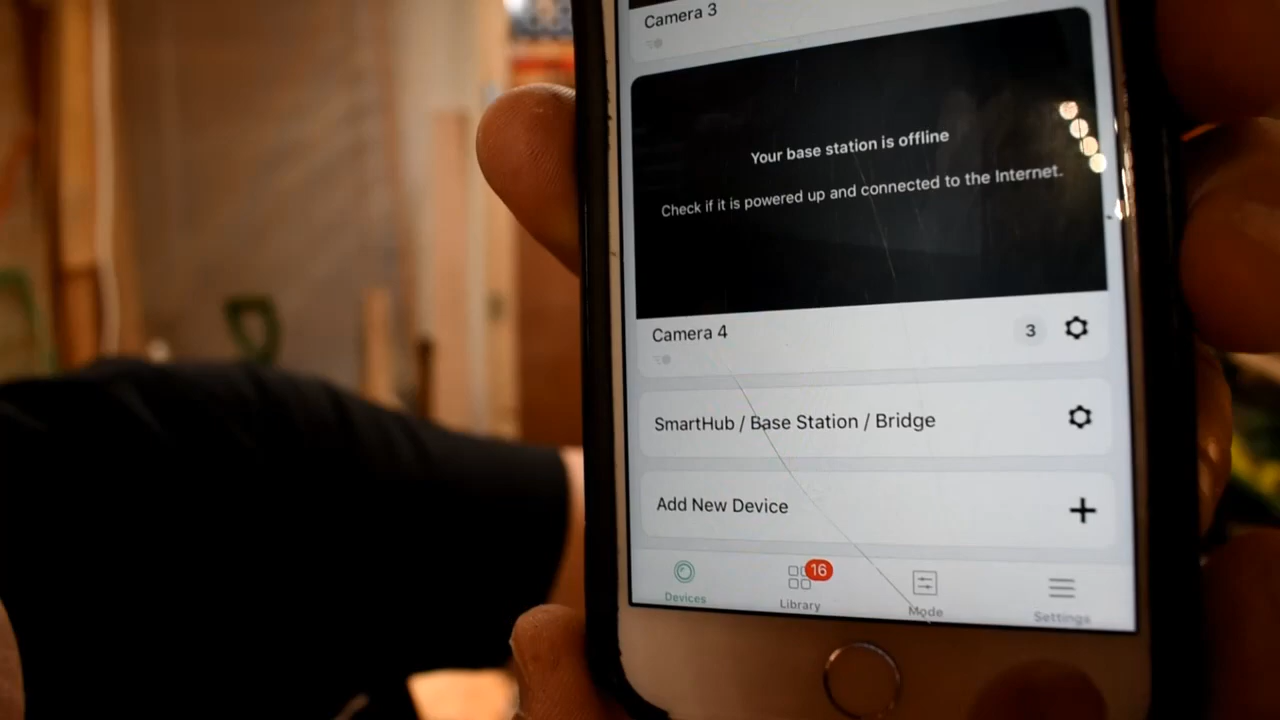 Camera 3
Your base station is offline
Check if it is powered up and connected to the Internet.
Camera 4
3
SmartHub / Base Station / Bridge
Add New Device
16
Devices
Library
Mode
Settings